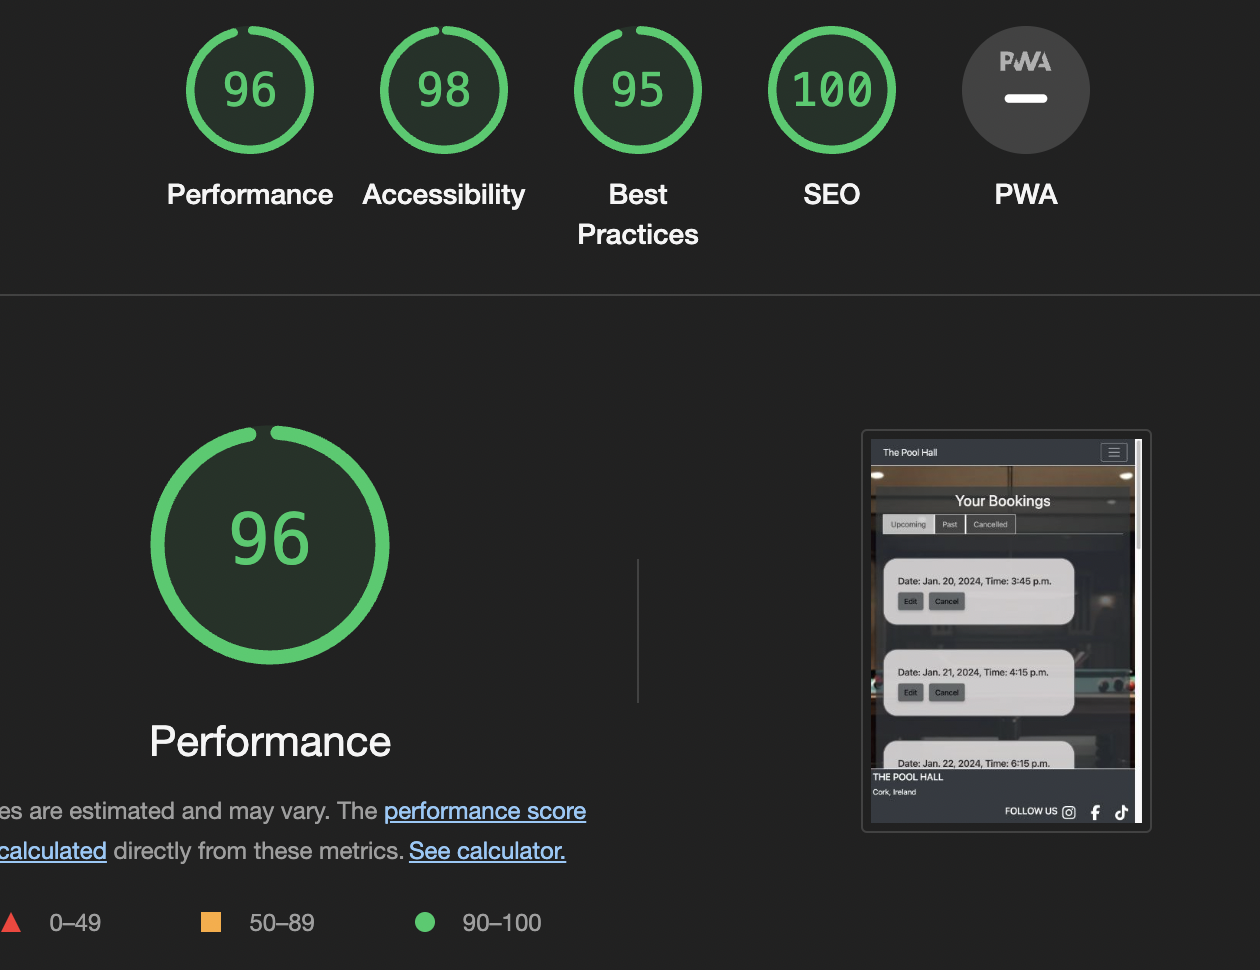 96
98
95
100
PWA
Performance
Accessibility
Best
Practices
SEO
PWA
96
Performance
es are estimated and may vary. The performance score
calculated directly from these metrics. See calculator.
0–49
50–89
90–100
The Pool Hall
Your Bookings
Upcoming
Past
Cancelled
Date: Jan. 20, 2024, Time: 3:45 p.m.
Edit
Cancel
Date: Jan. 21, 2024, Time: 4:15 p.m.
Edit
Cancel
Date: Jan. 22, 2024, Time: 6:15 p.m.
THE POOL HALL
Cork, Ireland
FOLLOW US